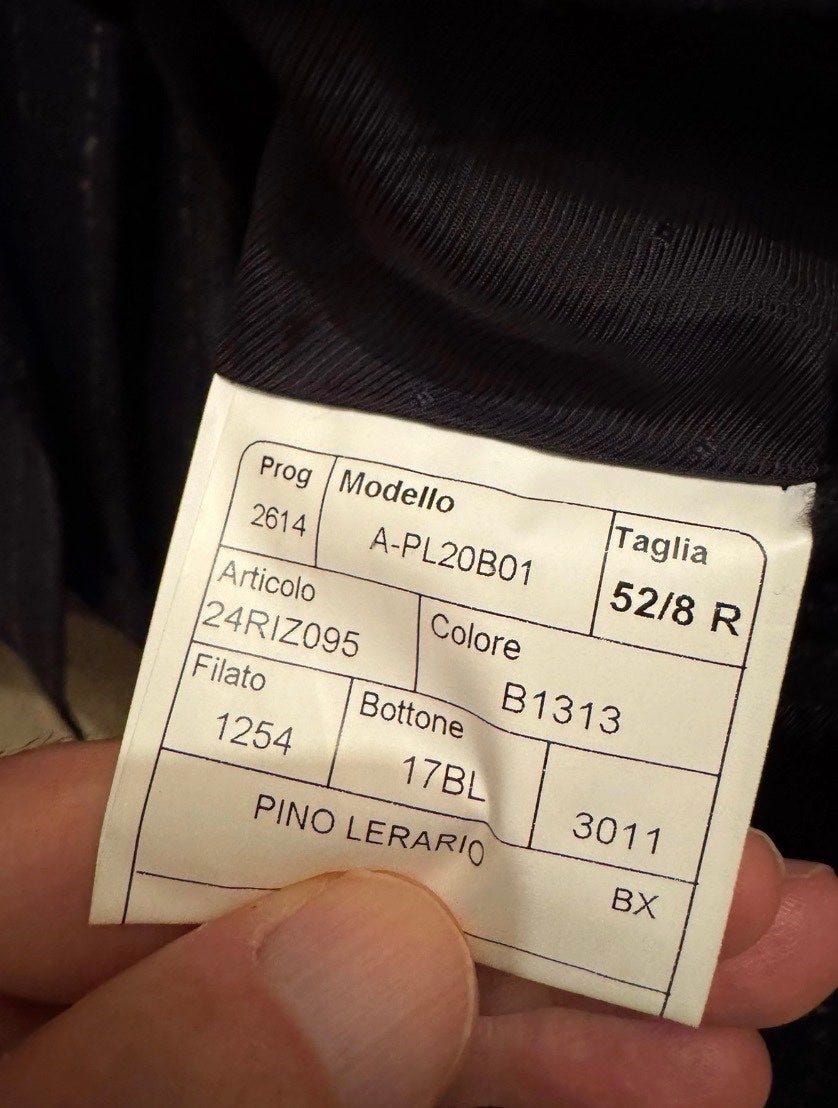 Prog Modello Taglia
2614 A-PL20B01 52/8 R
Articolo Colore
24RIZ095 B1313
Filato Bottone
1254 17BL 3011
PINO LERARIO
BX